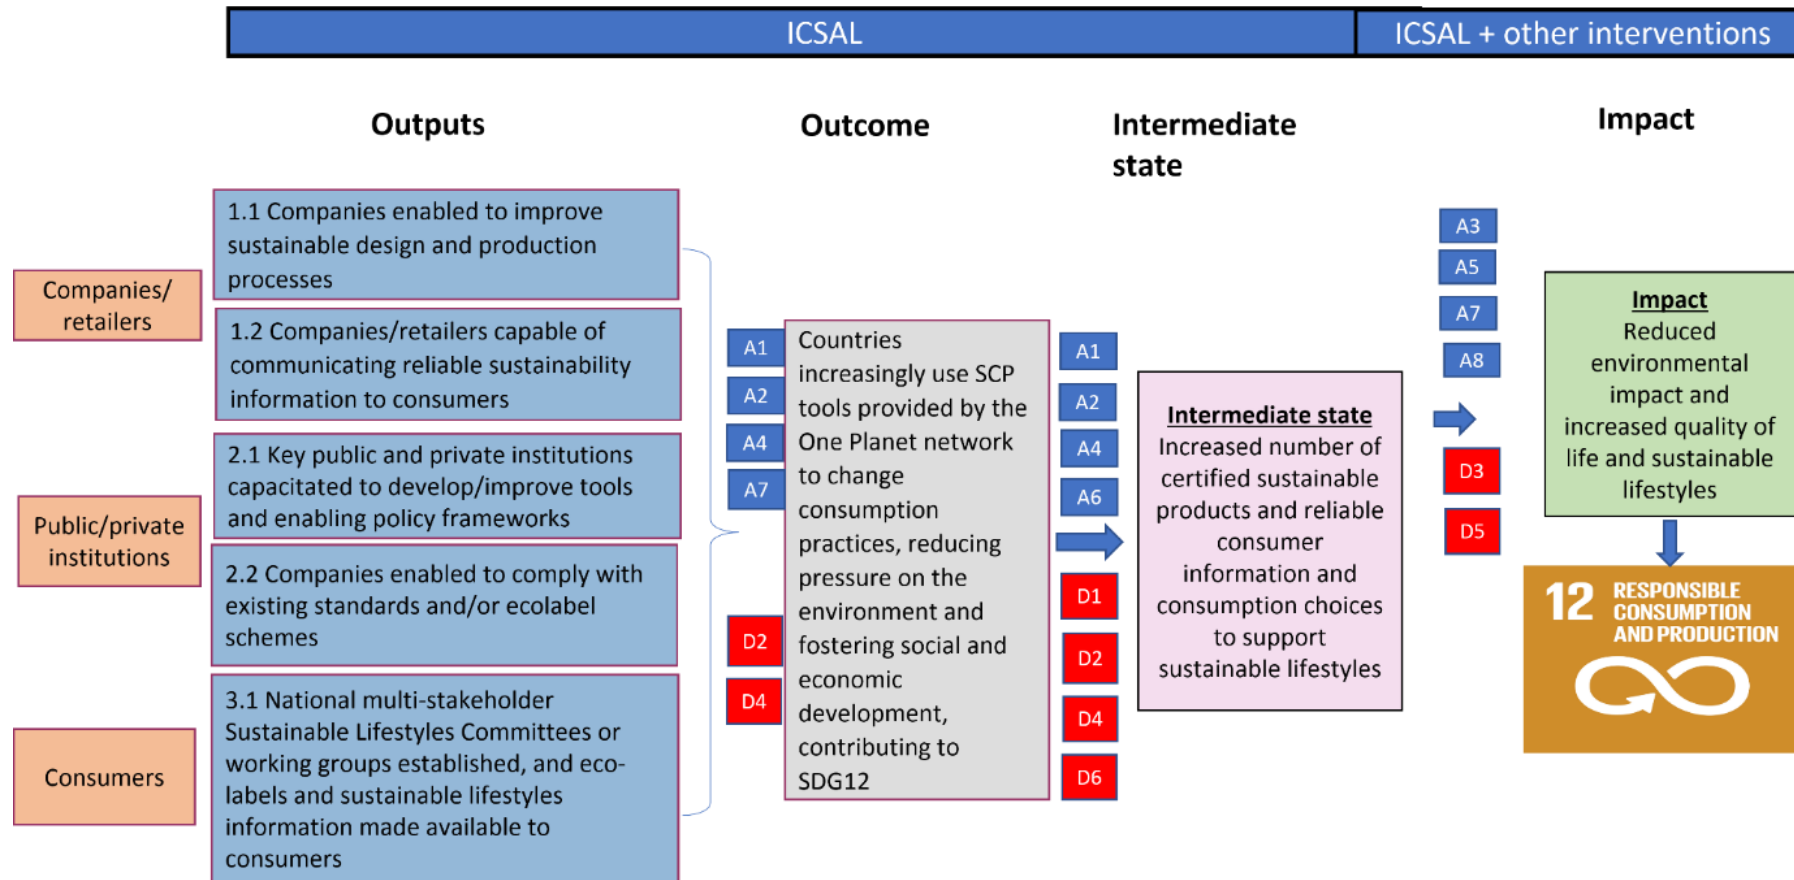 ICSAL
ICSAL + other interventions
Outputs
Outcome
Intermediate
state
Impact
Companies/
retailers
1.1 Companies enabled to improve
sustainable design and production
processes
1.2 Companies/retailers capable of
communicating reliable sustainability
information to consumers
Public/private
institutions
2.1 Key public and private institutions
capacitated to develop/improve tools
and enabling policy frameworks
2.2 Companies enabled to comply with
existing standards and/or ecolabel
schemes
Consumers
3.1 National multi-stakeholder
Sustainable Lifestyles Committees or
working groups established, and eco-
labels and sustainable lifestyles
information made available to
consumers
A1
A2
A4
A7
D2
D4
Countries
increasingly use SCP
tools provided by the
One Planet network
to change
consumption
practices, reducing
pressure on the
environment and
fostering social and
economic
development,
contributing to
SDG12
A1
A2
A4
A6
D1
D2
D4
D6
Intermediate state
Increased number of
certified sustainable
products and reliable
consumer
information and
consumption choices
to support
sustainable lifestyles
A3
A5
A7
A8
D3
D5
Impact
Reduced
environmental
impact and
increased quality of
life and sustainable
lifestyles
12 RESPONSIBLE
CONSUMPTION
AND PRODUCTION